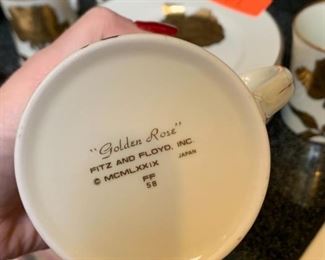 "Golden Rose"
FITZ AND FLOYD, INC.
© MCMLXXIX JAPAN
FF
58